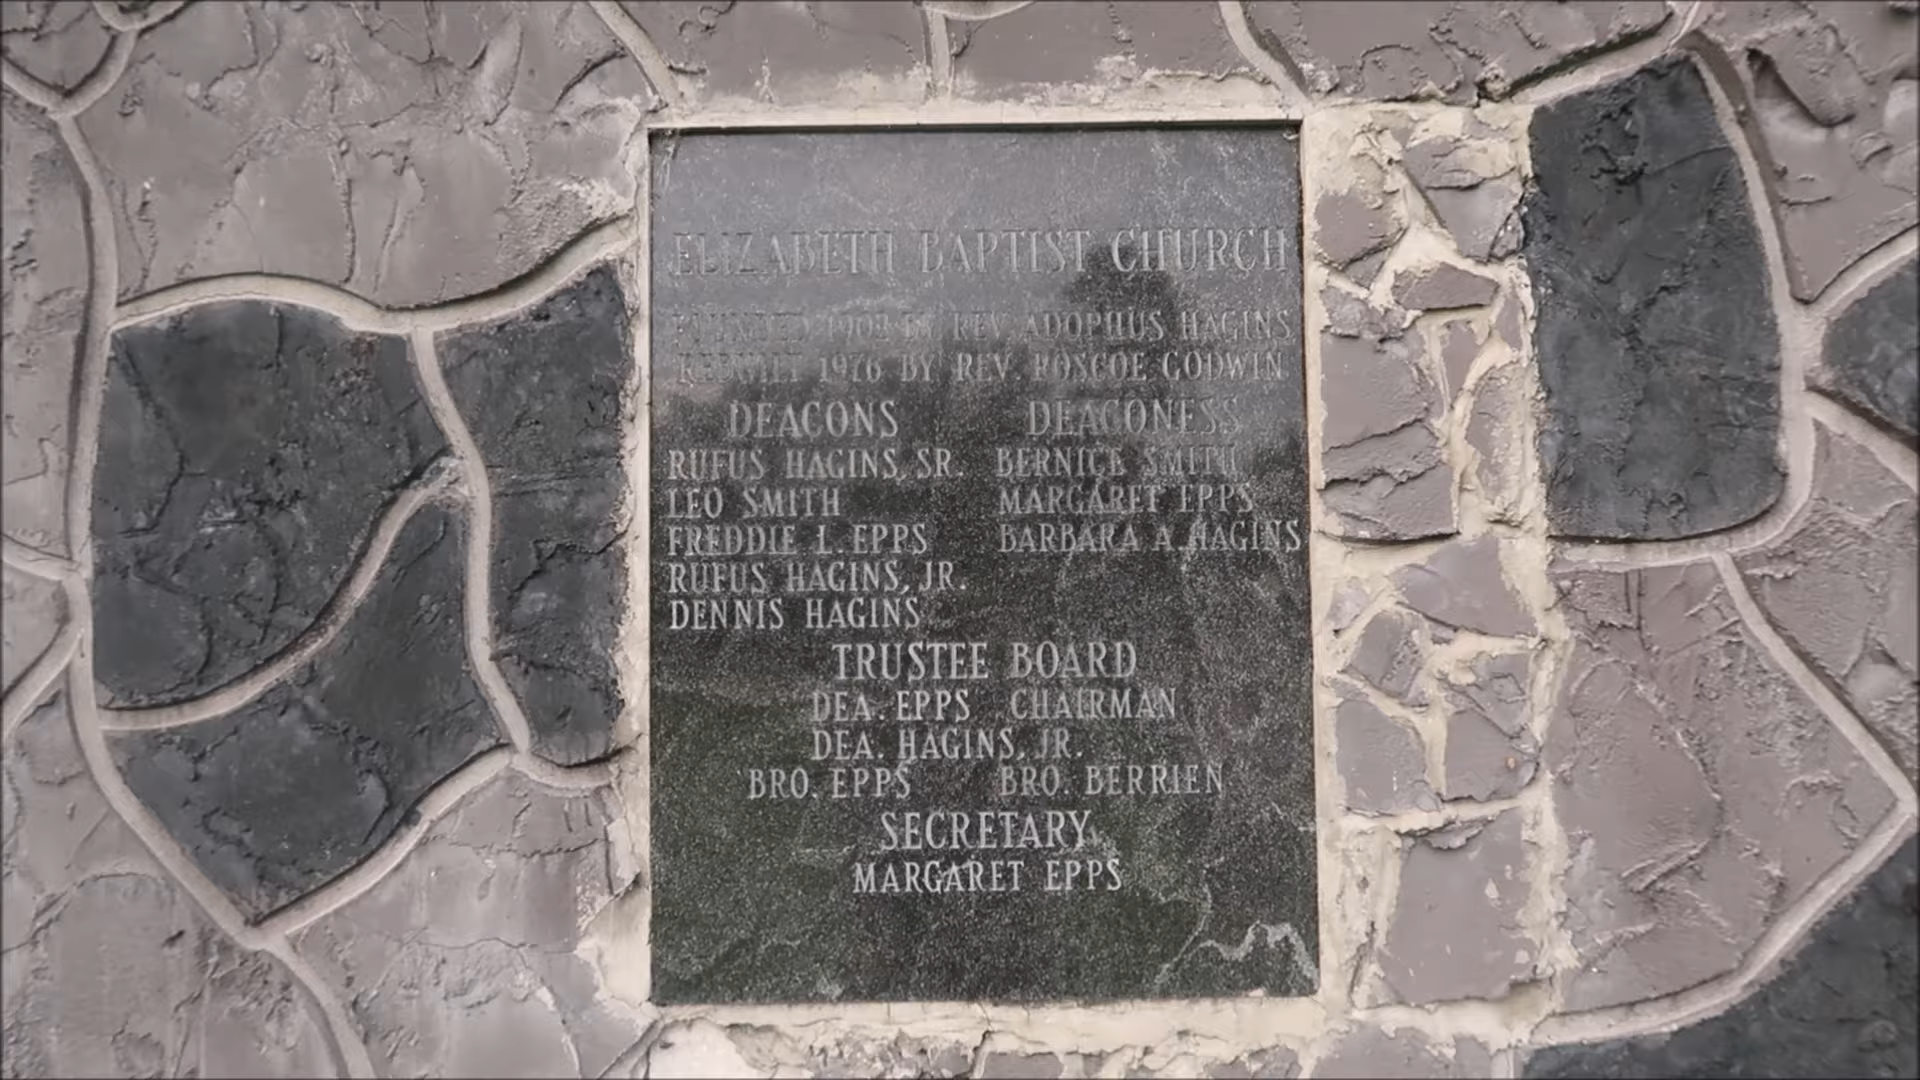 ELIZABETH BAPTIST CHURCH
BY REV. ADOPHUS HAGINS
REBUILT 1976 BY REV. ROSCOE GODWIN
DEACONS DEACONESS
RUFUS HAGINS, SR. BERNICE SMITH
LEO SMITH MARGARET EPPS
FREDDIE L. EPPS BARBARA A. HAGINS
RUFUS HAGINS, JR.
DENNIS HAGINS
TRUSTEE BOARD
DEA. EPPS CHAIRMAN
DEA. HAGINS, JR.
BRO. EPPS BRO. BERRIEN
SECRETARY
MARGARET EPPS